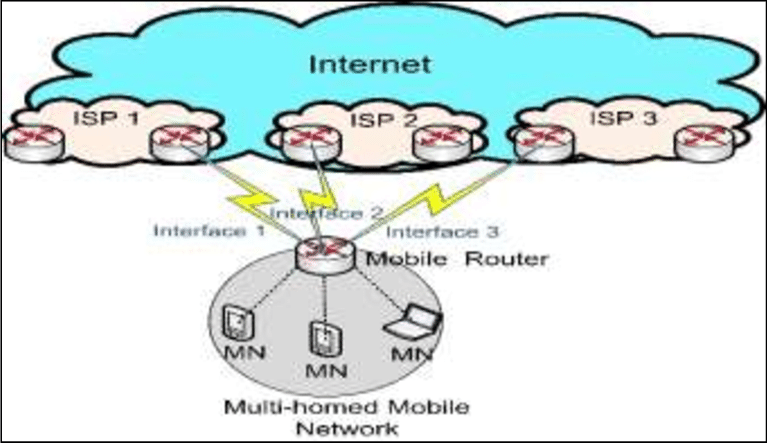 Internet
ISP 1
ISP 2
ISP 3
Interface 2
Interface 1
Interface 3
Mobile Router
MN
MN
MN
Multi-homed Mobile
Network